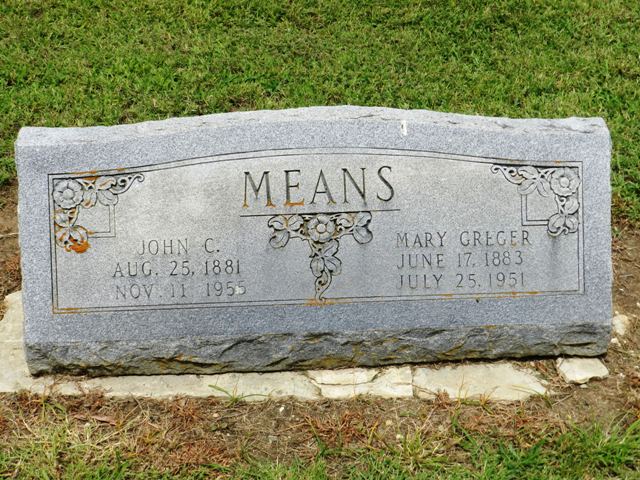 MEANS
JOHN C.
AUG. 25, 1881
NOV. 11 1955
MARY GREGER
JUNE 17, 1883
JULY 25, 1951